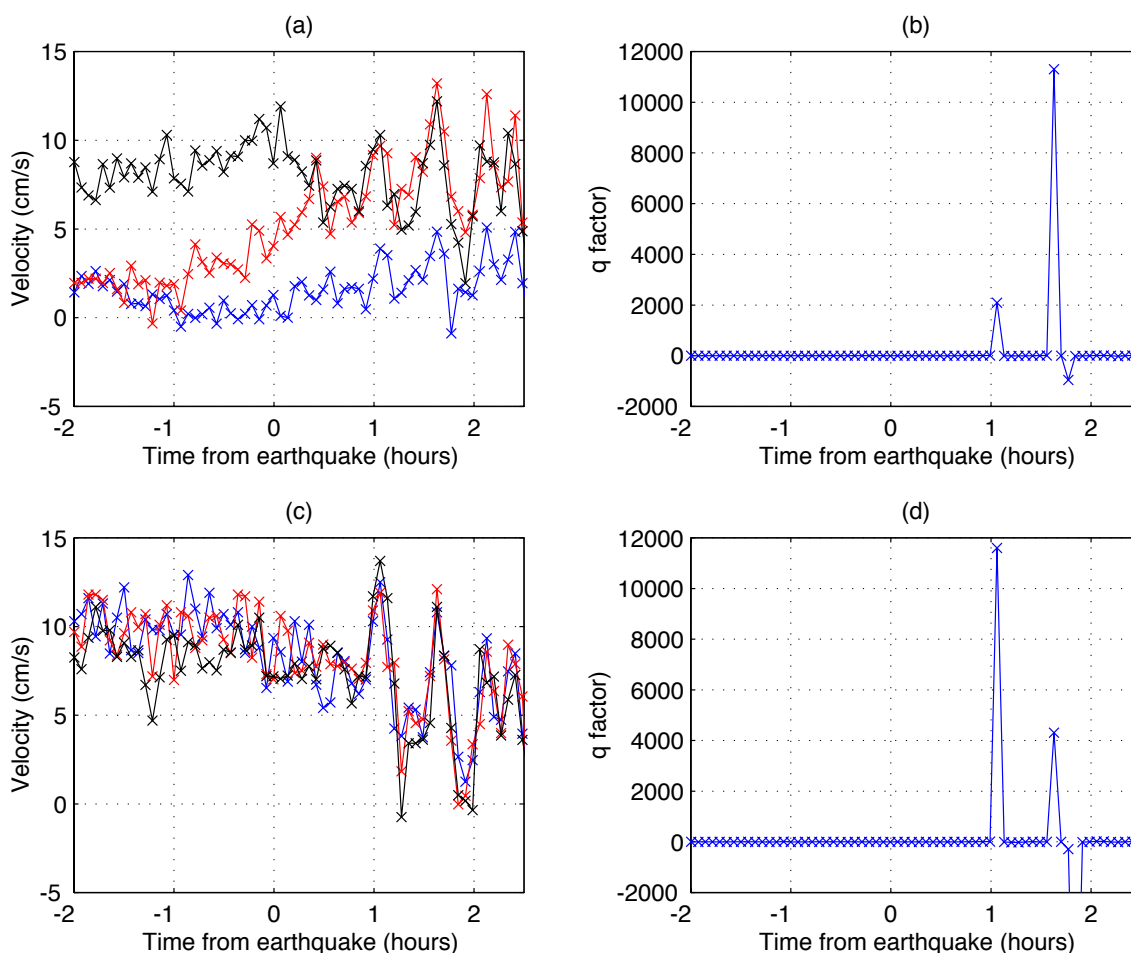 (a)
15
10
5
0
-5
Velocity (cm/s)
-2 -1 0 1 2
Time from earthquake (hours)
(b)
12000
10000
8000
6000
4000
2000
0
-2000
q factor)
-2 -1 0 1 2
Time from earthquake (hours)
(c)
15
10
5
0
-5
Velocity (cm/s)
-2 -1 0 1 2
Time from earthquake (hours)
(d)
12000
10000
8000
6000
4000
2000
0
-2000
q factor)
-2 -1 0 1 2
Time from earthquake (hours)